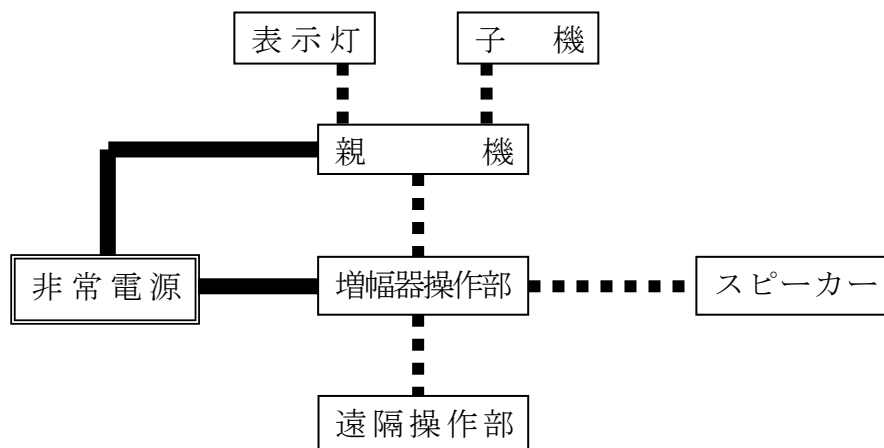 表示灯
子機
親機
非常電源
増幅器操作部
スピーカー
遠隔操作部